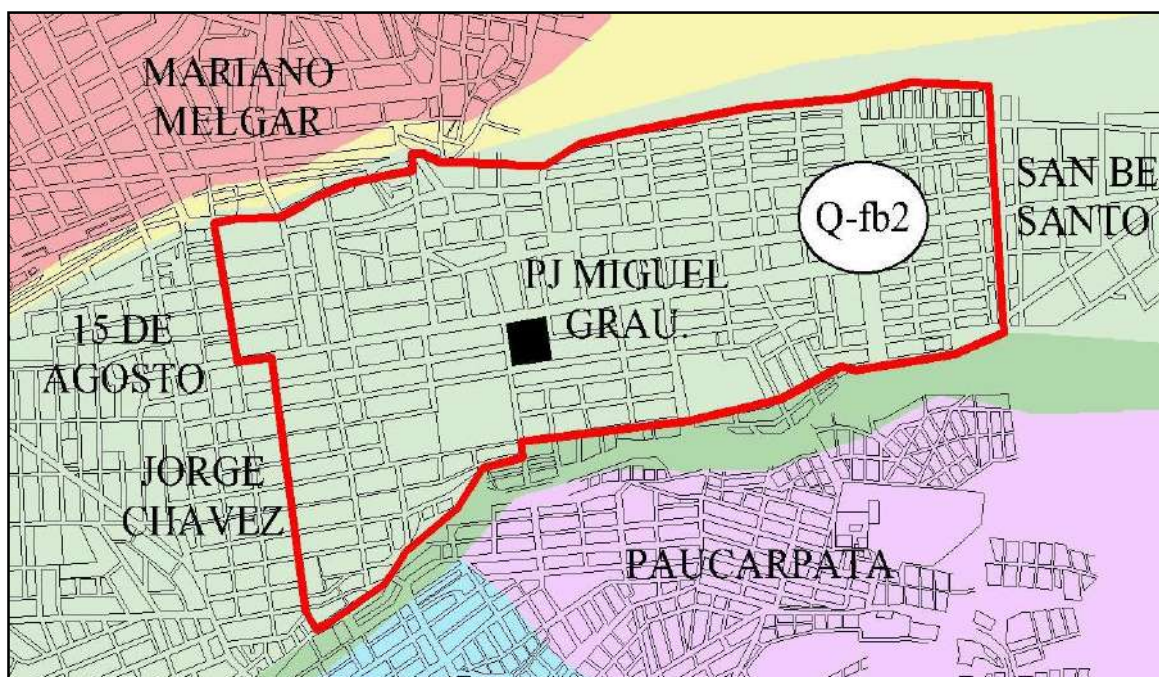 MARIANO
MELGAR
SAN BE
SANTO
Q-fb2
PJ MIGUEL
GRAU.
15 DE
AGOSTO
JORGE
CHAVEZ
PAUCARPATA